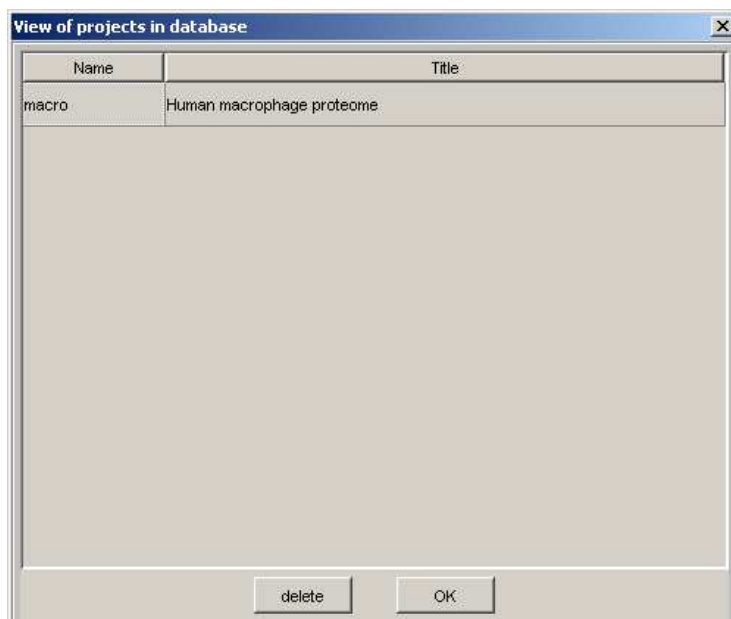 View of projects in database
Name Title
macro Human macrophage proteome
delete OK